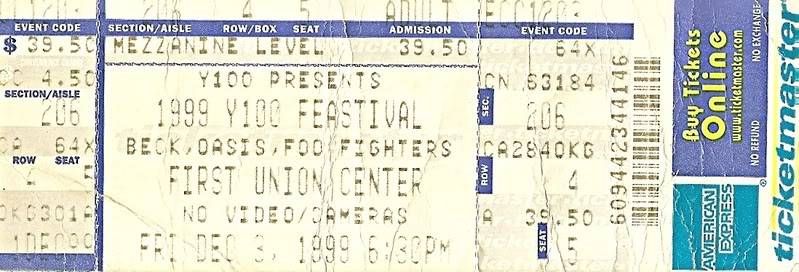 EVENT CODE
$ 39.50
4.50
SECTION/AISLE
206
CA 64X
ROW SEAT
5
SECTION/AISLE ROW/BOX SEAT ADMISSION
MEZZANINE LEVEL 39.50
Y100 PRESENTS
1999 Y100 FEASTIVAL
BECK,OASIS,FOO FIGHTERS
FIRST UNION CENTER
NO VIDEO/CAMERAS
FRI DEC 3, 1999 6:30PM
EVENT CODE
64X
CN 63184
SEC.
206
CA2840KG
ROW
4
A 39.50
SEAT
5
609442344146
Buy Tickets
Online
www.ticketmaster.com
NO REFUND NO EXCHANGE
AMERICAN
EXPRESS
®
ticketmaster